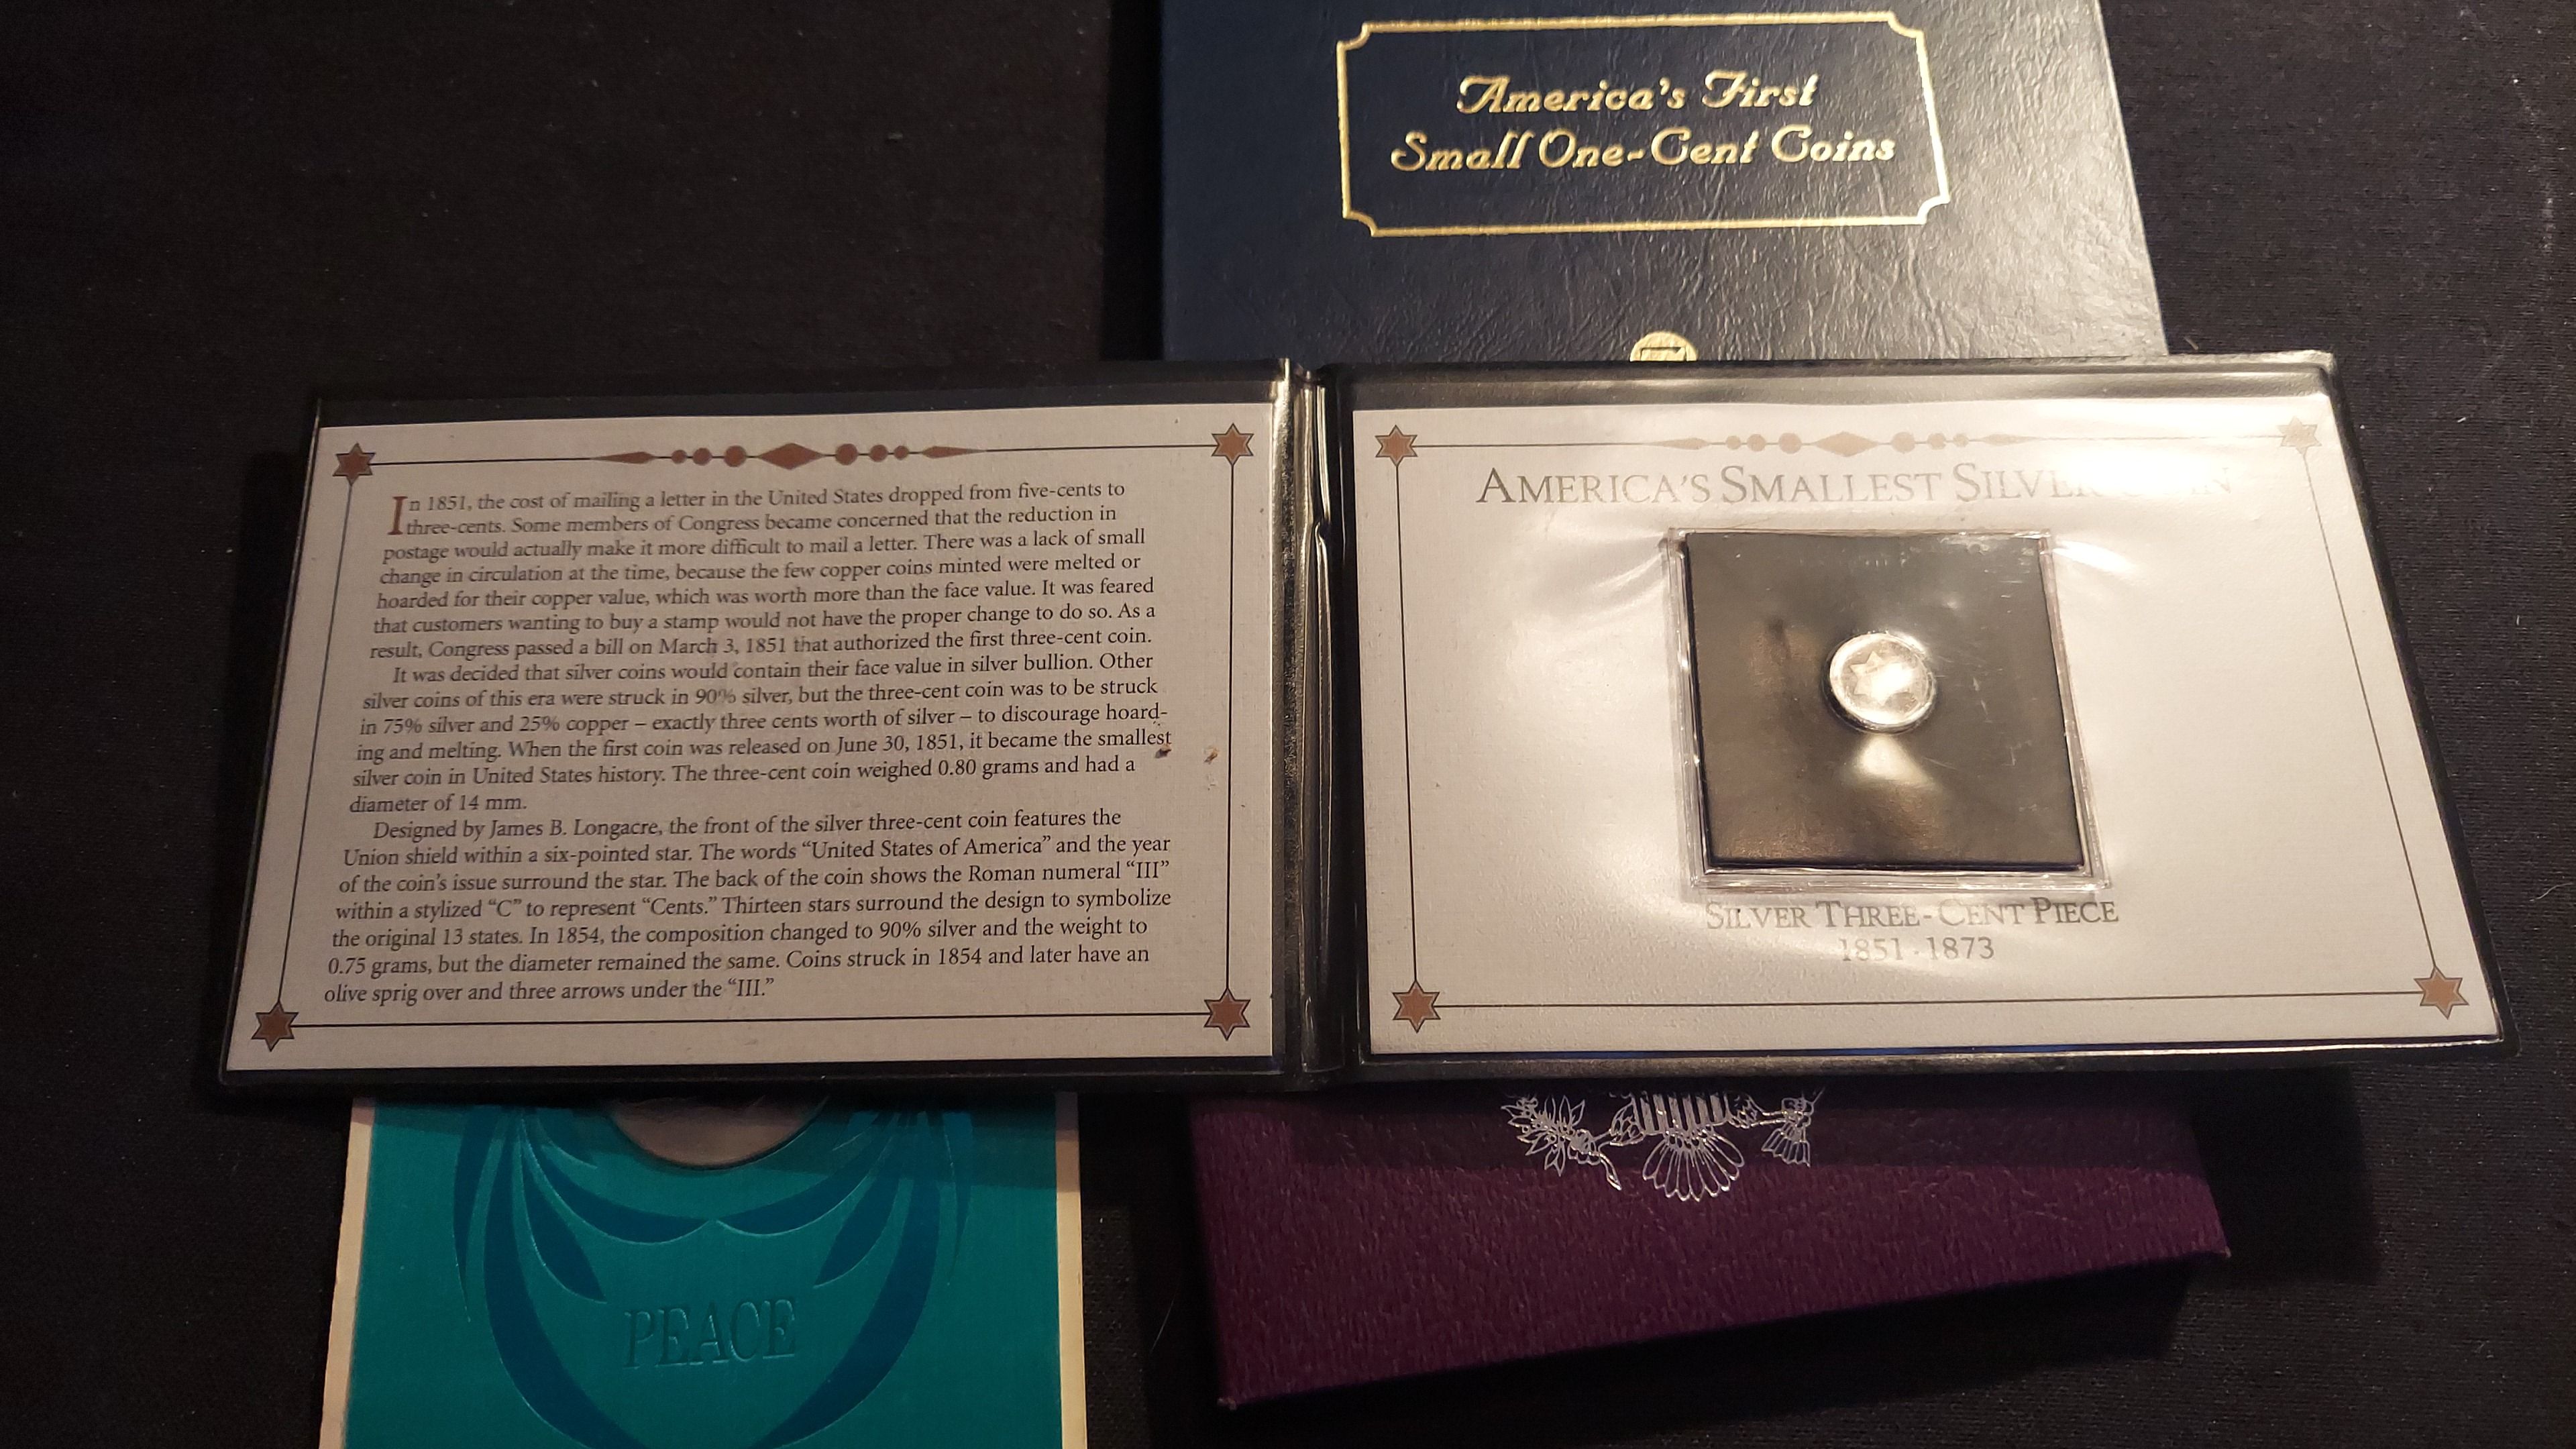 America's First
Small One-Cent Coins
In 1851, the cost of mailing a letter in the United States dropped from five-cents to
three-cents. Some members of Congress became concerned that the reduction in
postage would actually make it more difficult to mail a letter. There was a lack of small
change in circulation at the time, because the few copper coins minted were melted or
hoarded for their copper value, which was worth more than the face value. It was feared
that customers wanting to buy a stamp would not have the proper change to do so. As a
result, Congress passed a bill on March 3, 1851 that authorized the first three-cent coin.
It was decided that silver coins would contain their face value in silver bullion. Other
silver coins of this era were struck in 90% silver, but the three-cent coin was to be struck
in 75% silver and 25% copper – exactly three cents worth of silver – to discourage hoard-
ing and melting. When the first coin was released on June 30, 1851, it became the smallest
silver coin in United States history. The three-cent coin weighed 0.80 grams and had a
diameter of 14 mm.
Designed by James B. Longacre, the front of the silver three-cent coin features the
Union shield within a six-pointed star. The words “United States of America” and the year
of the coin's issue surround the star. The back of the coin shows the Roman numeral “III”
within a stylized “C” to represent “Cents.” Thirteen stars surround the design to symbolize
the original 13 states. In 1854, the composition changed to 90% silver and the weight to
0.75 grams, but the diameter remained the same. Coins struck in 1854 and later have an
olive sprig over and three arrows under the “III.”
AMERICA'S SMALLEST SILVER COIN
SILVER THREE-CENT PIECE
1851-1873
PEACE